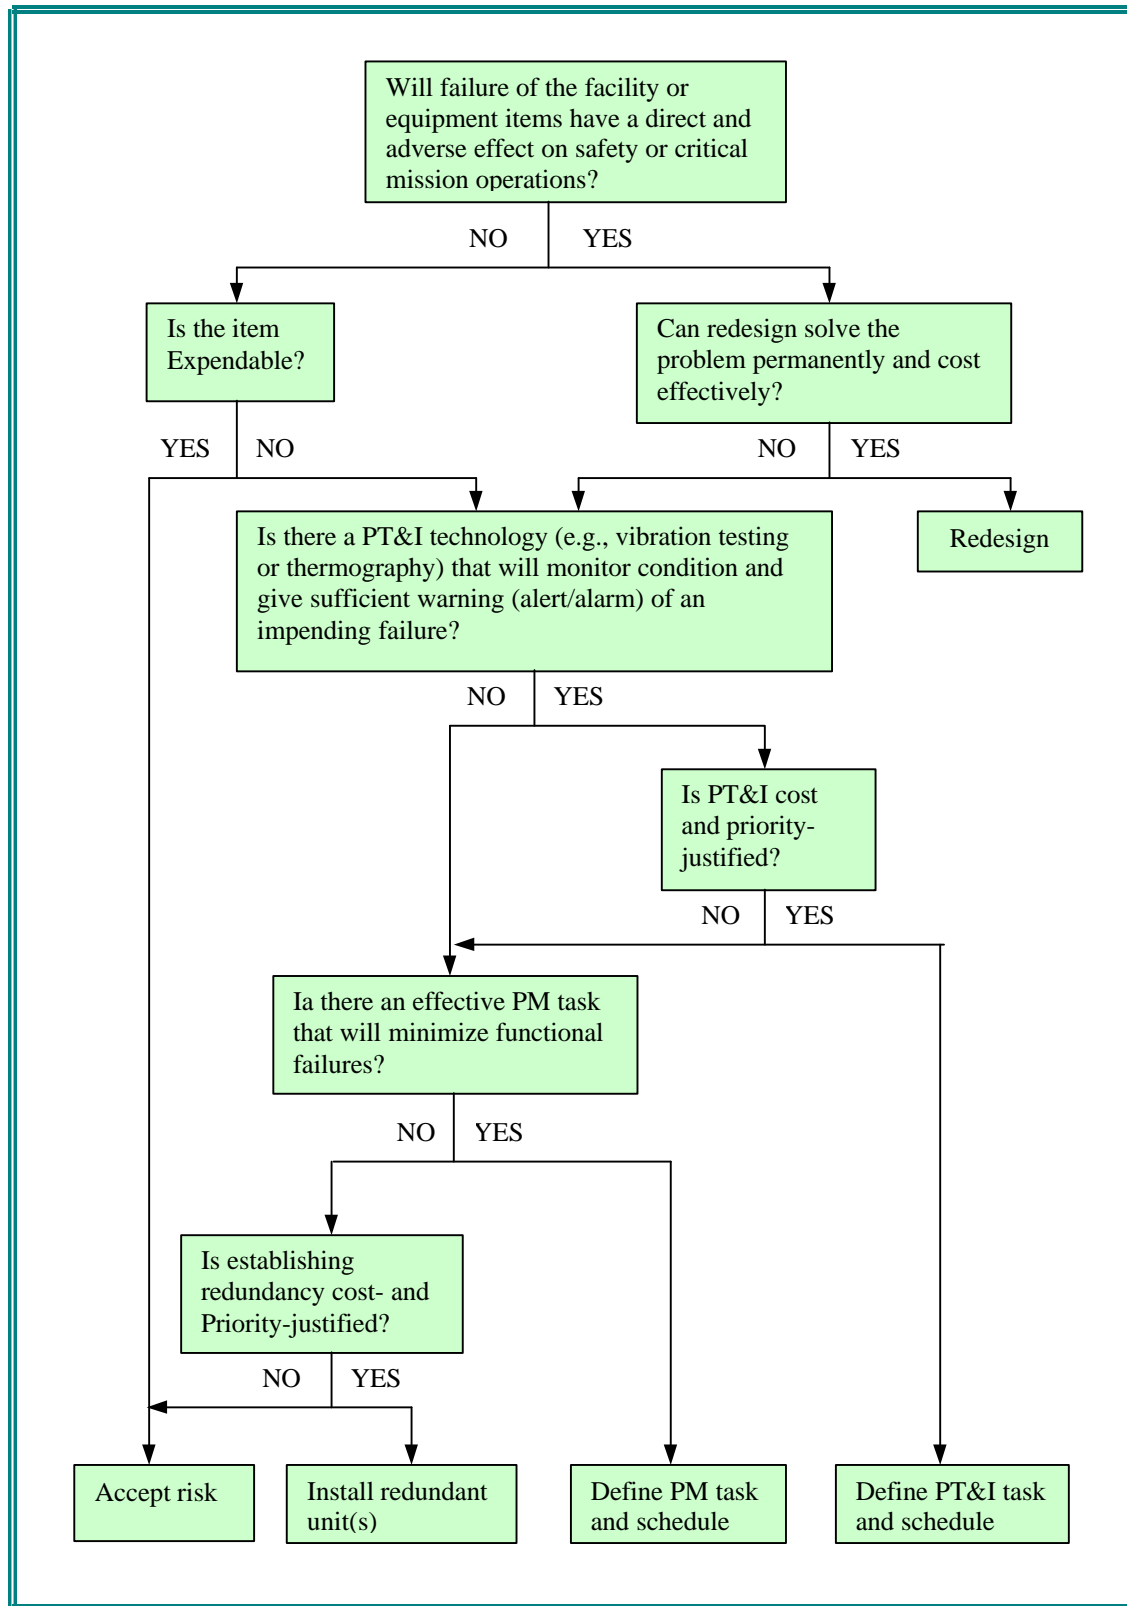 Will failure of the facility or
equipment items have a direct and
adverse effect on safety or critical
mission operations?
NO YES
Is the item
Expendable?
Can redesign solve the
problem permanently and cost
effectively?
YES NO
NO YES
Is there a PT&I technology (e.g., vibration testing
or thermography) that will monitor condition and
give sufficient warning (alert/alarm) of an
impending failure?
Redesign
NO YES
Is PT&I cost
and priority-
justified?
NO YES
Ia there an effective PM task
that will minimize functional
failures?
NO YES
Is establishing
redundancy cost- and
Priority-justified?
NO YES
Accept risk
Install redundant
unit(s)
Define PM task
and schedule
Define PT&I task
and schedule